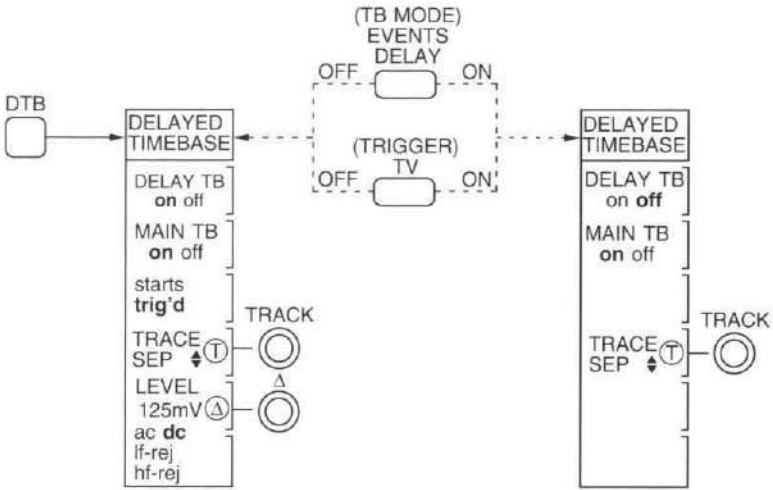 (TB MODE)
EVENTS
DELAY
OFF ON
DTB
DELAYED
TIMEBASE
DELAY TB
on off
MAIN TB
on off
starts
trig'd
TRACE
SEP T
TRACK
LEVEL
125mV Δ
Δ
ac dc
lf-rej
hf-rej
(TRIGGER)
TV
OFF ON
DELAYED
TIMEBASE
DELAY TB
on off
MAIN TB
on off
TRACE
SEP T
TRACK